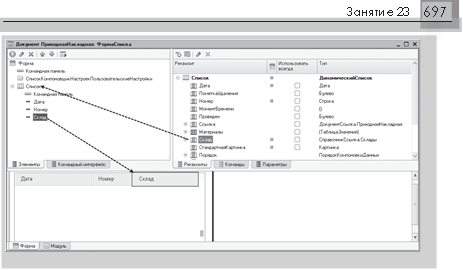 Занятие 23 697
Документ ПриходнаяНакладная: ФормаСписка
Форма
Командная панель
СписокКомпоновщикНастроекПользовательскиеНастройки
Список
Командная панель
Дата
Номер
Склад
Элементы Командный интерфейс
Реквизит Использовать всегда Тип
Список ДинамическийСписок
Дата Дата
ПометкаУдаления Булево
Номер Строка
МоментВремени ()
Проведен Булево
Ссылка ДокументСсылка.ПриходнаяНакладная
Материалы (ТаблицаЗначений)
Склад СправочникСсылка.Склады
СтандартнаяКартинка Картинка
Порядок ПорядокКомпоновкиДанных
Реквизиты Команды Параметры
Дата Номер Склад
Форма Модуль